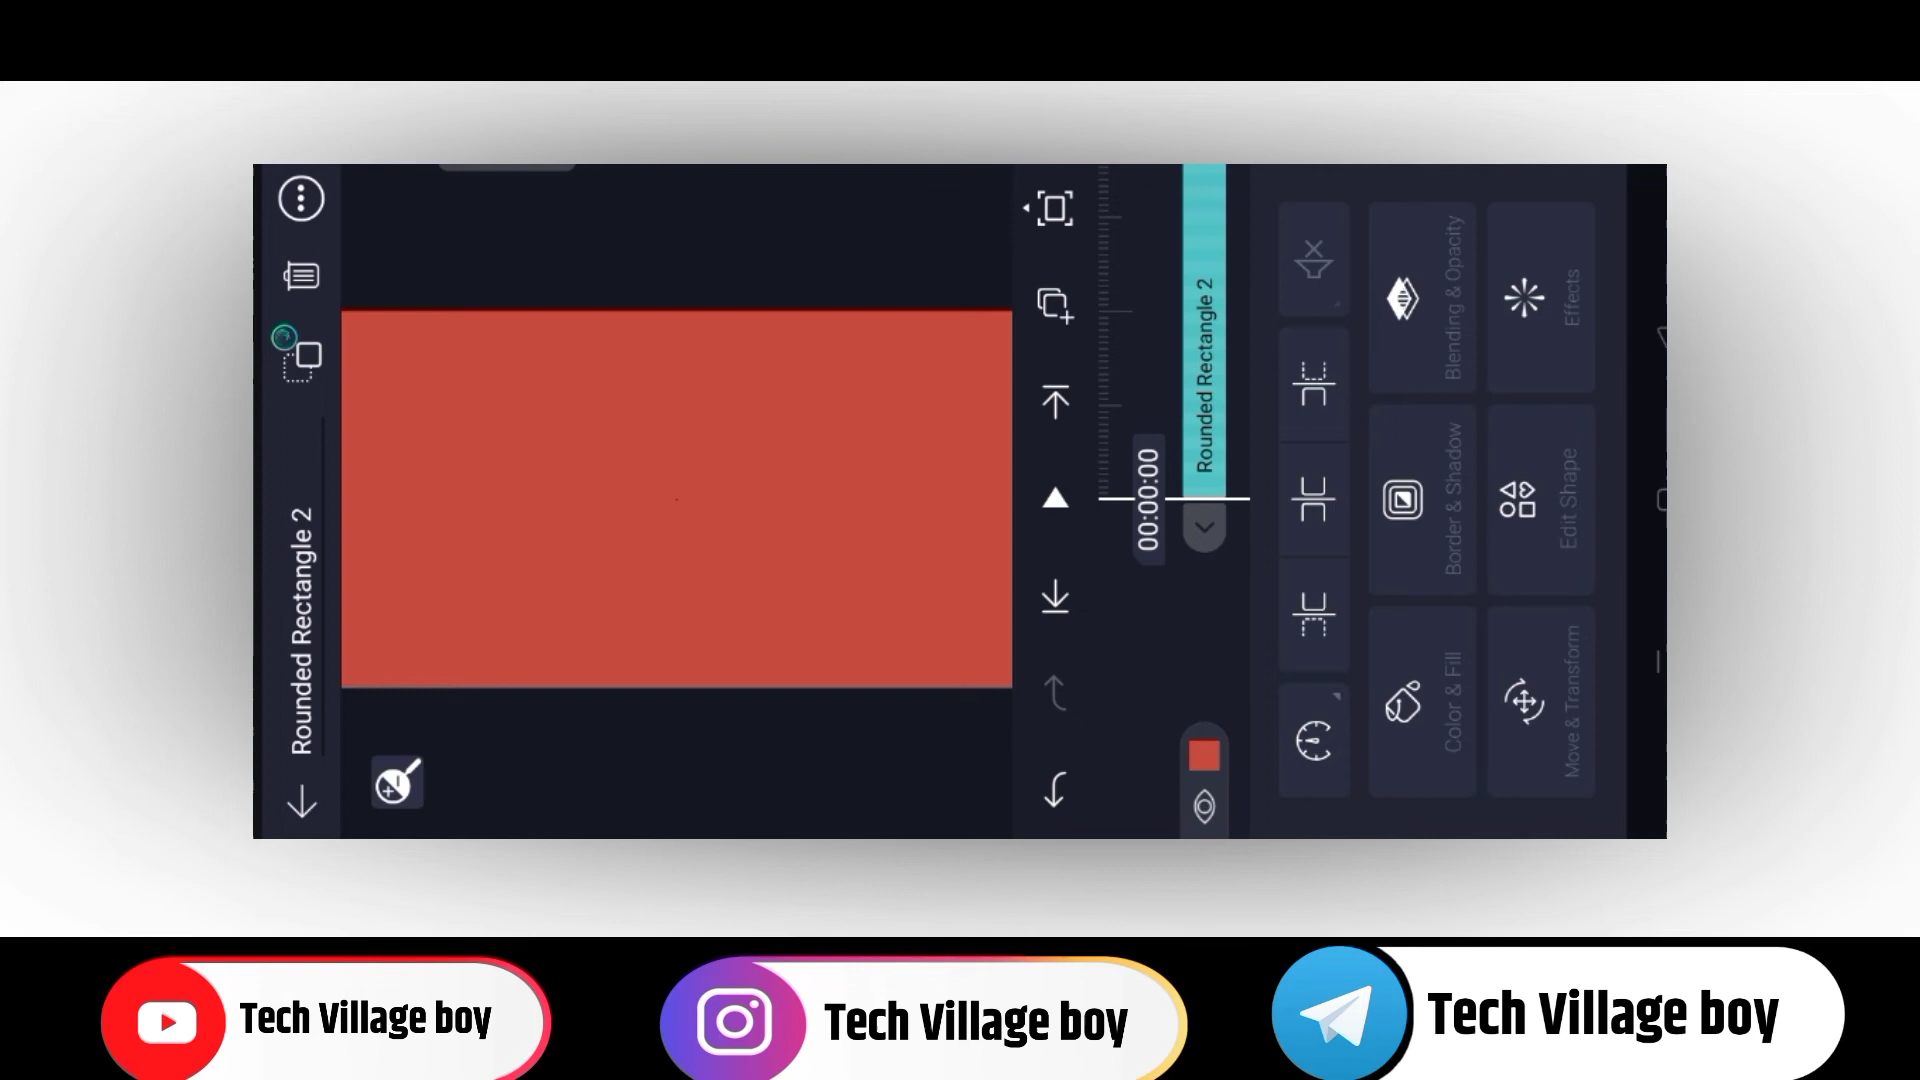 Rounded Rectangle 2
00:00:00
Rounded Rectangle 2
Color & Fill
Border & Shadow
Blending & Opacity
Move & Transform
Edit Shape
Effects
Tech Village boy
Tech Village boy
Tech Village boy